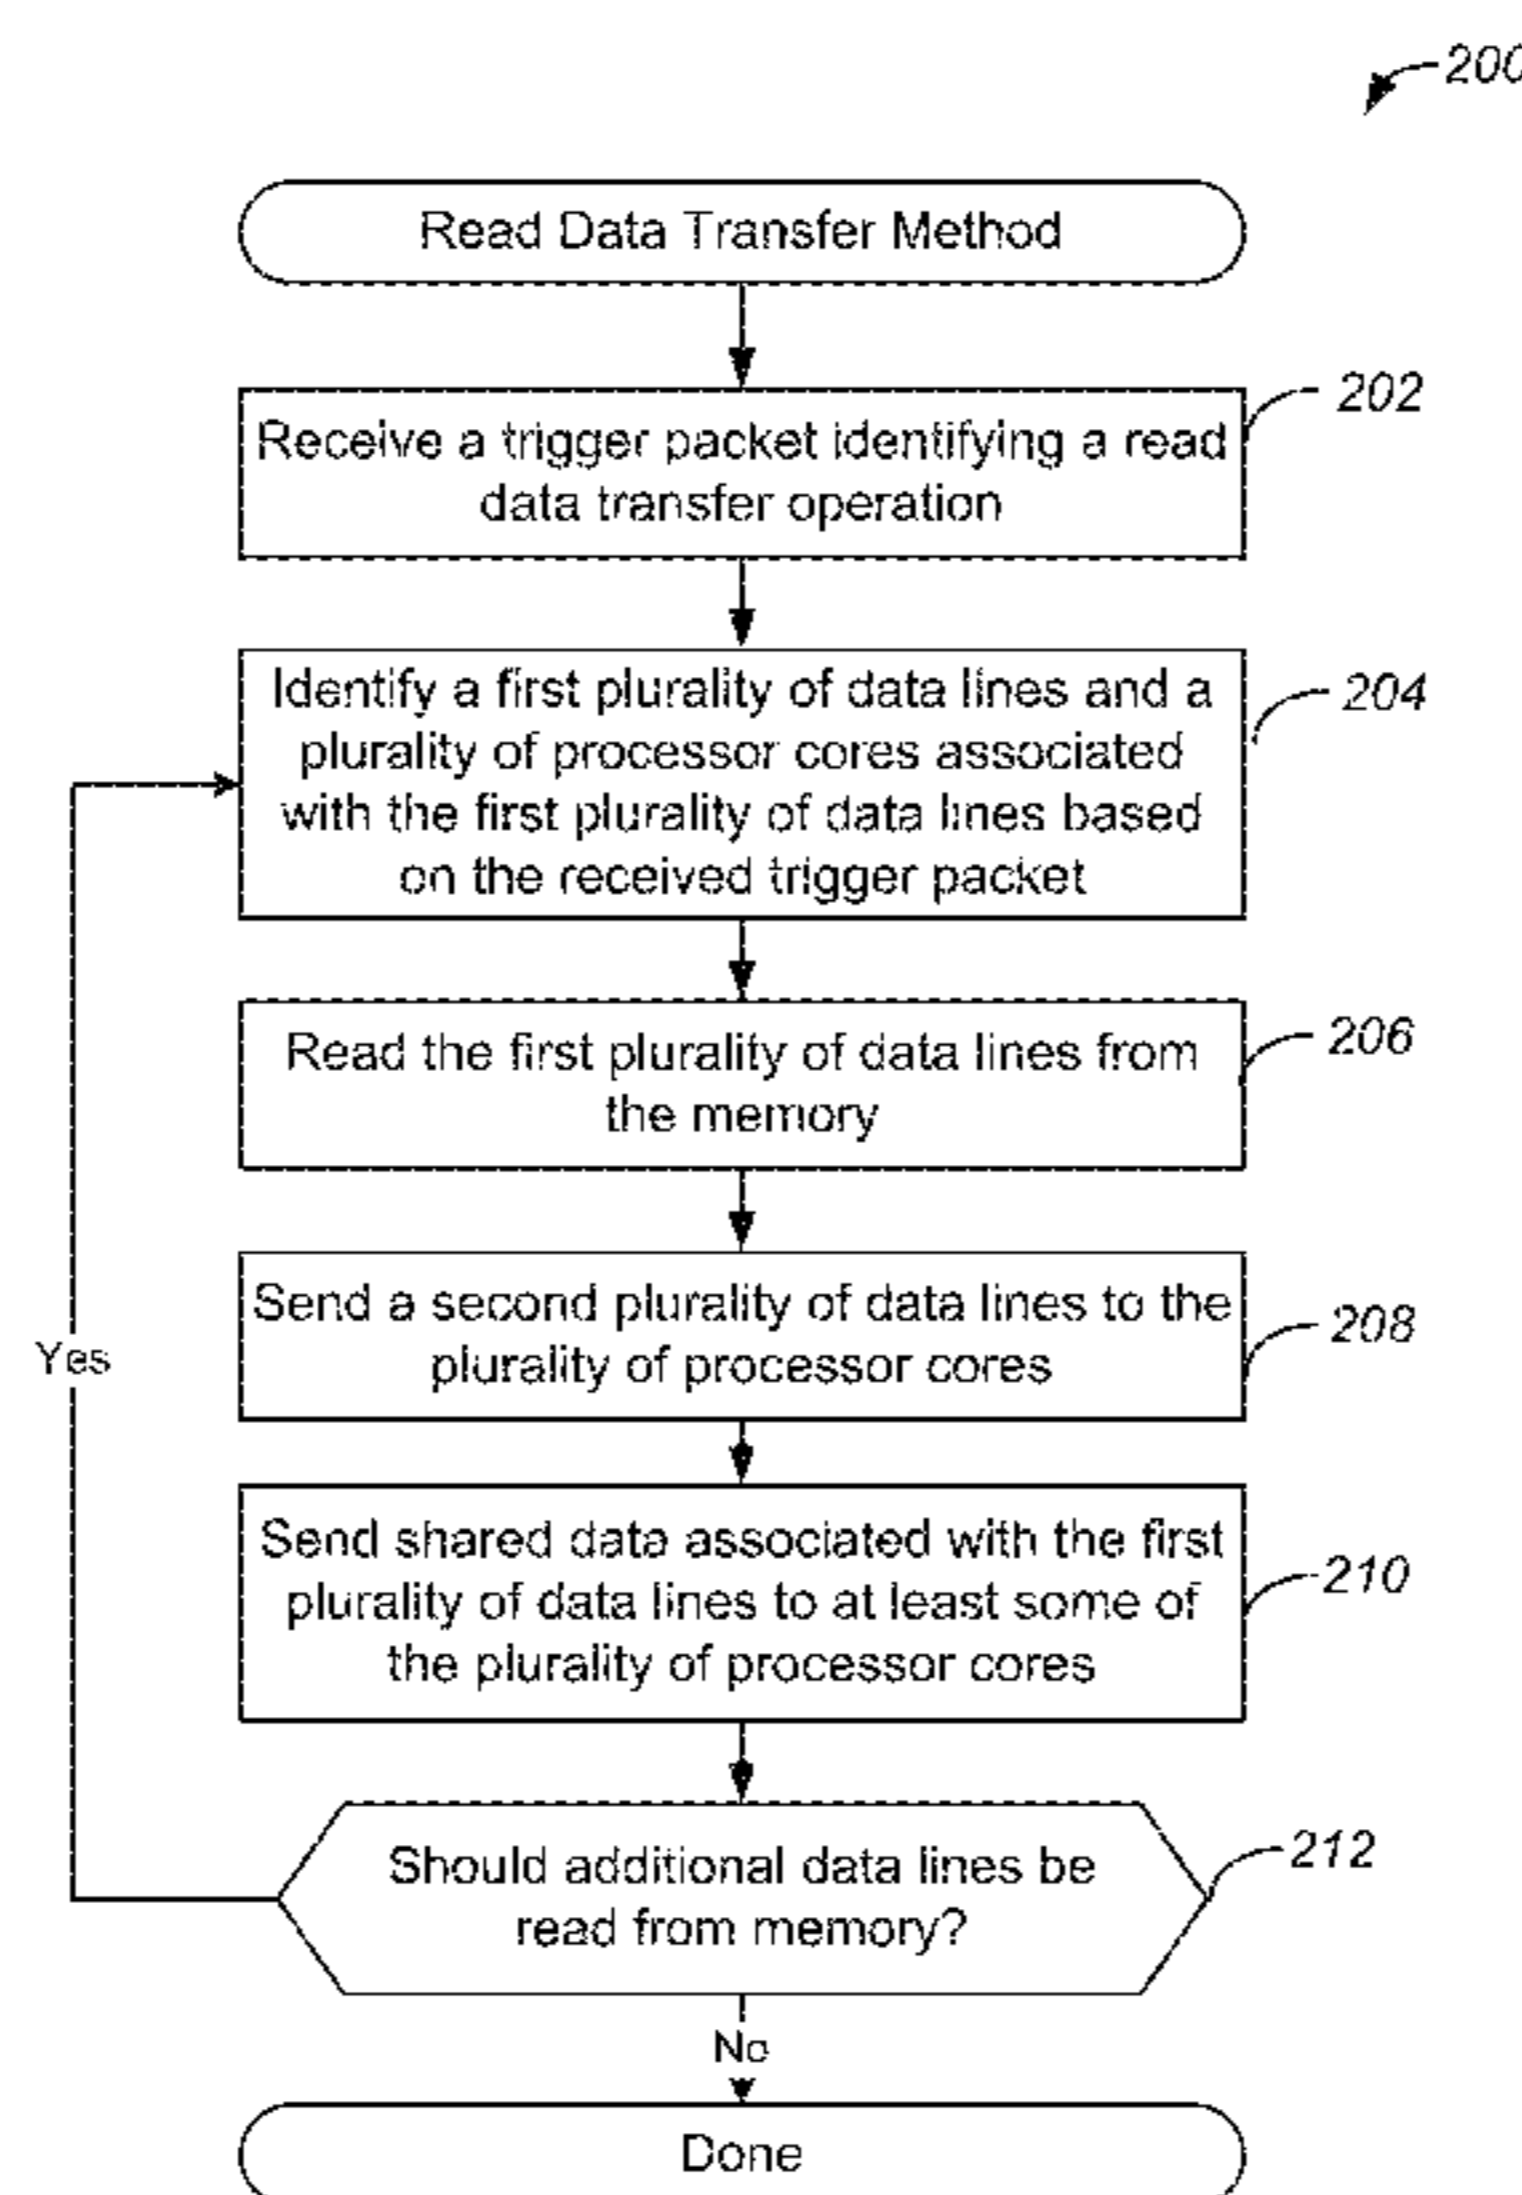 200
Read Data Transfer Method
202
Receive a trigger packet identifying a read
data transfer operation
204
Identify a first plurality of data lines and a
plurality of processor cores associated
with the first plurality of data lines based
on the received trigger packet
206
Read the first plurality of data lines from
the memory
208
Send a second plurality of data lines to the
plurality of processor cores
Yes
210
Send shared data associated with the first
plurality of data lines to at least some of
the plurality of processor cores
212
Should additional data lines be
read from memory?
No
Done